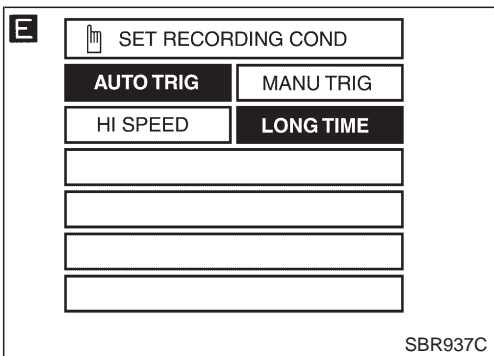 E
SET RECORDING COND
AUTO TRIG MANU TRIG
HI SPEED LONG TIME
SBR937C